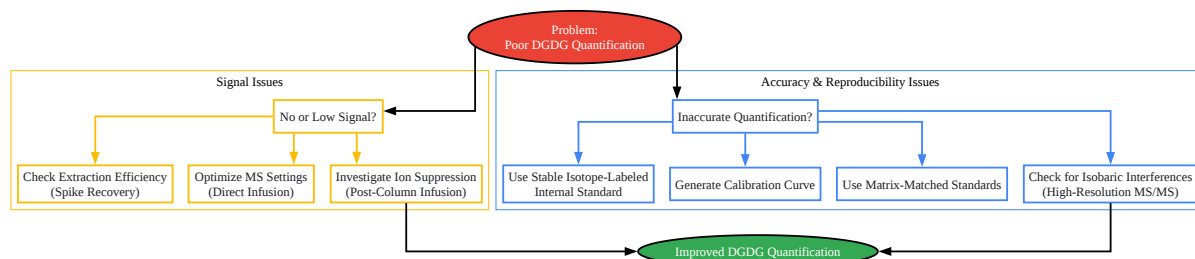 Problem:
Poor DGDG Quantification
Signal Issues
Accuracy & Reproducibility Issues
No or Low Signal?
Inaccurate Quantification?
Check Extraction Efficiency
(Spike Recovery)
Optimize MS Settings
(Direct Infusion)
Investigate Ion Suppression
(Post-Column Infusion)
Use Stable Isotope-Labeled
Internal Standard
Generate Calibration Curve
Use Matrix-Matched Standards
Check for Isobaric Interferences
(High-Resolution MS/MS)
Improved DGDG Quantification